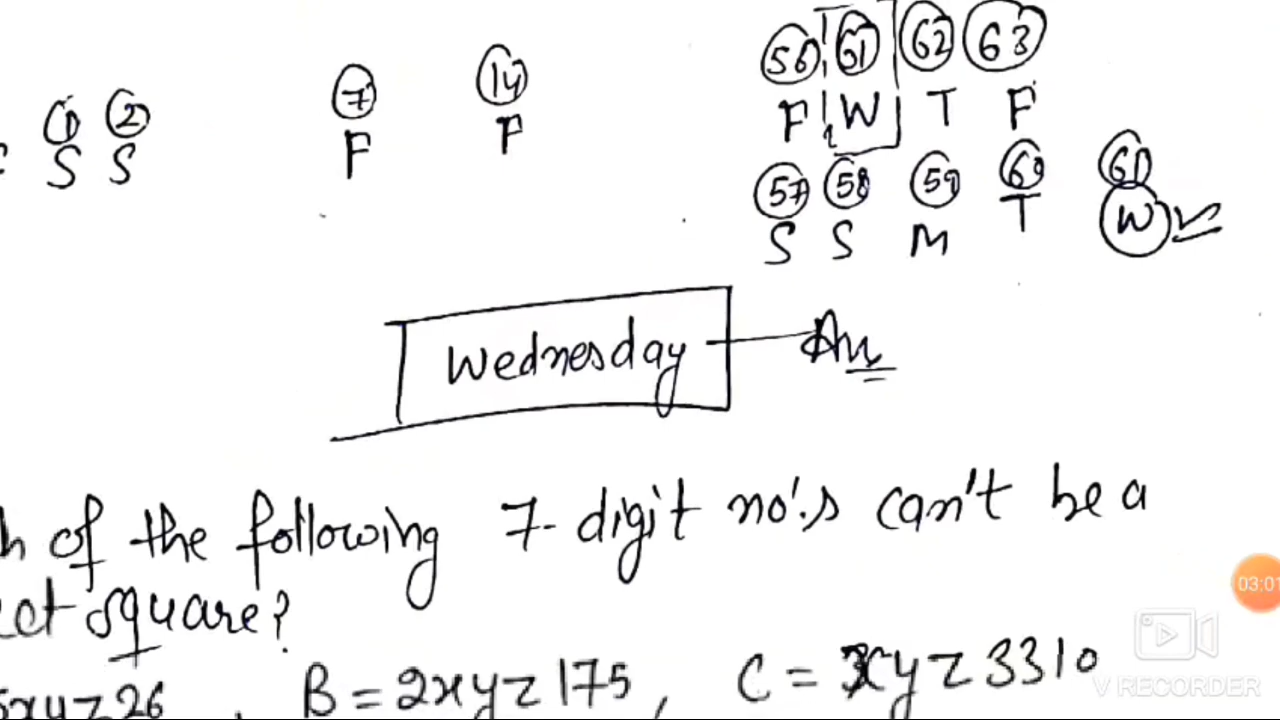 56 61 62 63
1 2 7 14 F W T F
S S F F 57 58 59 60 61
S S M T W
Wednesday Ans
of the following 7-digit no's can't be a
square?
xyz26, B = 2xyz175, C = xyz3310
03:01
V RECORDER